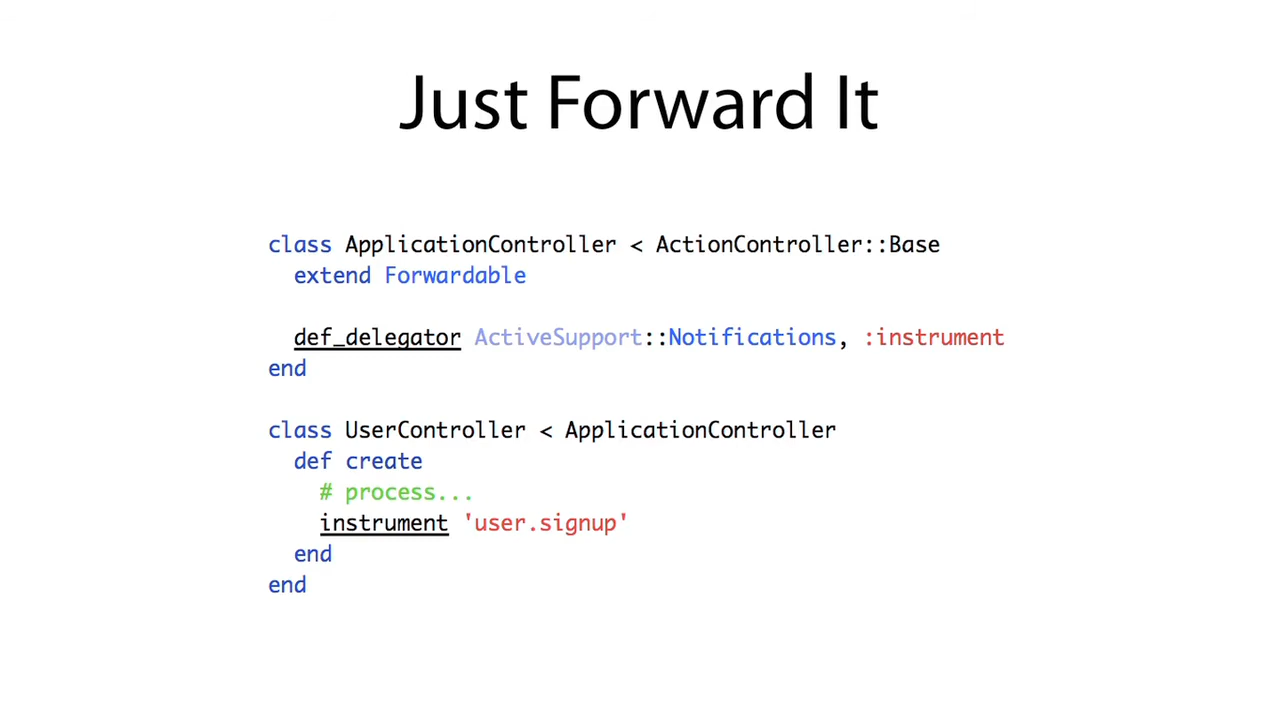 Just Forward It
class ApplicationController < ActionController::Base
  extend Forwardable
  def_delegator ActiveSupport::Notifications, :instrument
end
class UserController < ApplicationController
  def create
    # process...
    instrument 'user.signup'
  end
end